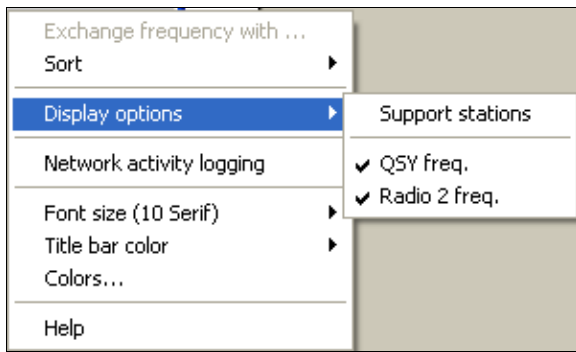 Exchange frequency with ...
Sort
Display options
Network activity logging
Font size (10 Serif)
Title bar color
Colors...
Help
Support stations
QSY freq.
Radio 2 freq.